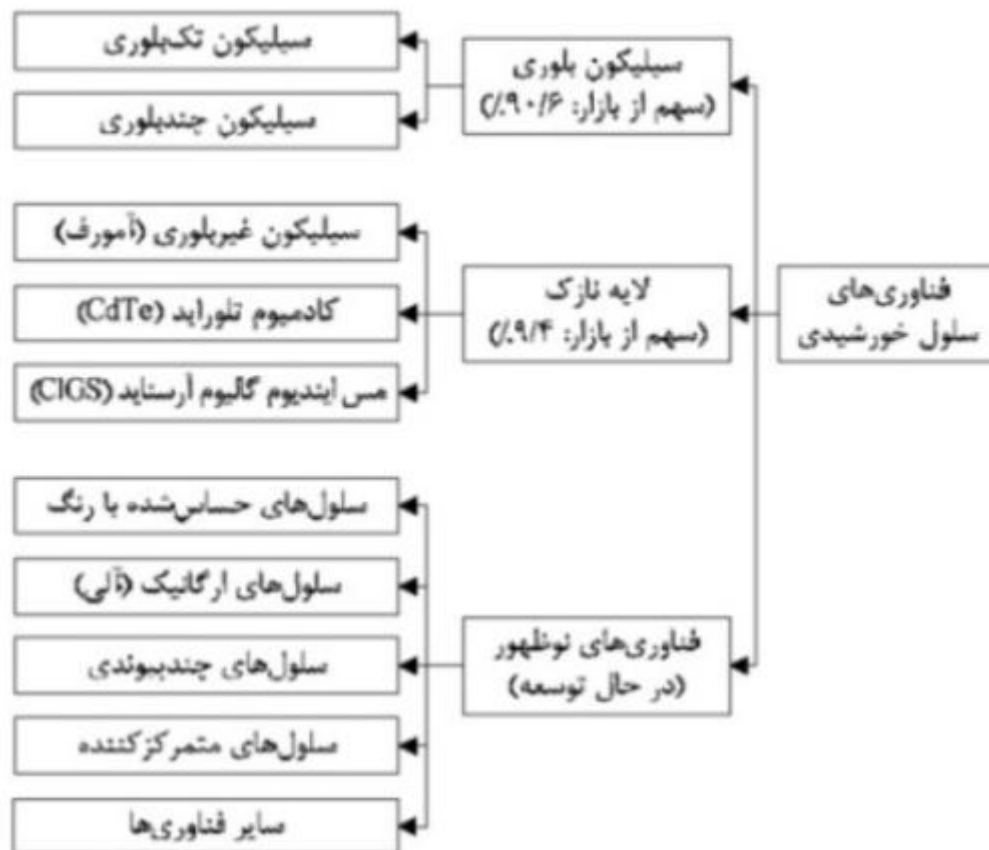 فناوری‌های
سلول خورشیدی
سیلیکون بلوری
(سهم از بازار: ۹۰/۶٪)
سیلیکون تک‌بلوری
سیلیکون چندبلوری
لایه نازک
(سهم از بازار: ۹/۴٪)
سیلیکون غیربلوری (آمورف)
کادمیوم تلوراید (CdTe)
مس ایندیوم گالیوم آرسناید (CIGS)
فناوری‌های نوظهور
(در حال توسعه)
سلول‌های حساس‌شده با رنگ
سلول‌های ارگانیک (آلی)
سلول‌های چندپیوندی
سلول‌های متمرکزکننده
سایر فناوری‌ها